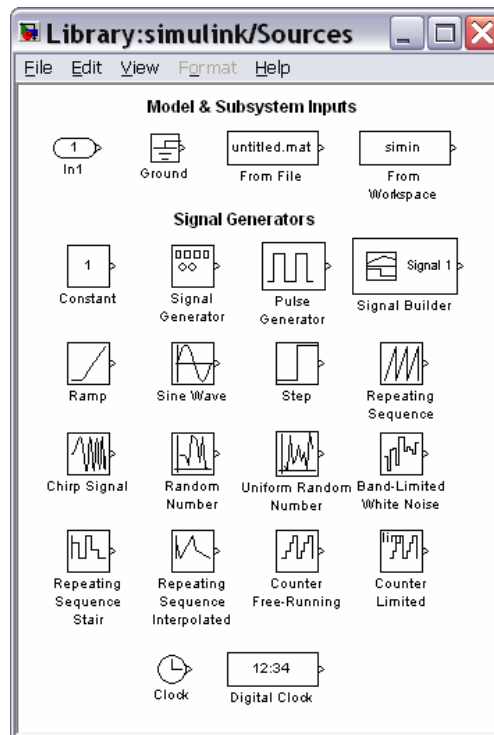 Library:simulink/Sources
File Edit View Format Help
Model & Subsystem Inputs
1
In1
Ground
untitled.mat
From File
simin
From
Workspace
Signal Generators
1
Constant
Signal
Generator
Pulse
Generator
Signal 1
Signal Builder
Ramp
Sine Wave
Step
Repeating
Sequence
Chirp Signal
Random
Number
Uniform Random
Number
Band-Limited
White Noise
Repeating
Sequence
Stair
Repeating
Sequence
Interpolated
Counter
Free-Running
lim
Counter
Limited
Clock
12:34
Digital Clock